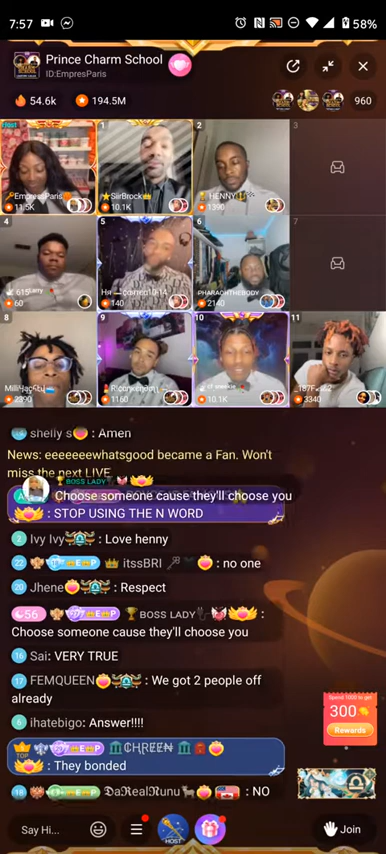 7:57
58%
Prince Charm School
ID:EmpresParis
54.6k
194.5M
960
host
EmpresParis
11.5K
1
SiirBrock
10.1K
2
HENNY
1390
3
4
615
60
5
140
6
PHARAOHTHEBODY
2140
7
8
2390
9
1160
10
10.1K
11
3340
shelly s : Amen
News: eeeeeeewhatsgood became a Fan. Won't
miss the next LIVE
BOSS LADY
Choose someone cause they'll choose you
: STOP USING THE N WORD
2 Ivy Ivy : Love henny
22 itssBRI : no one
20 Jhene : Respect
56 BOSS LADY :
Choose someone cause they'll choose you
16 Sai: VERY TRUE
17 FEMQUEEN : We got 2 people off
already
6 ihatebigo: Answer!!!!
TOP
: They bonded
18 DaRealNunu : NO
Spend 1000 to get
300
Rewards
Say Hi...
HOST
Join